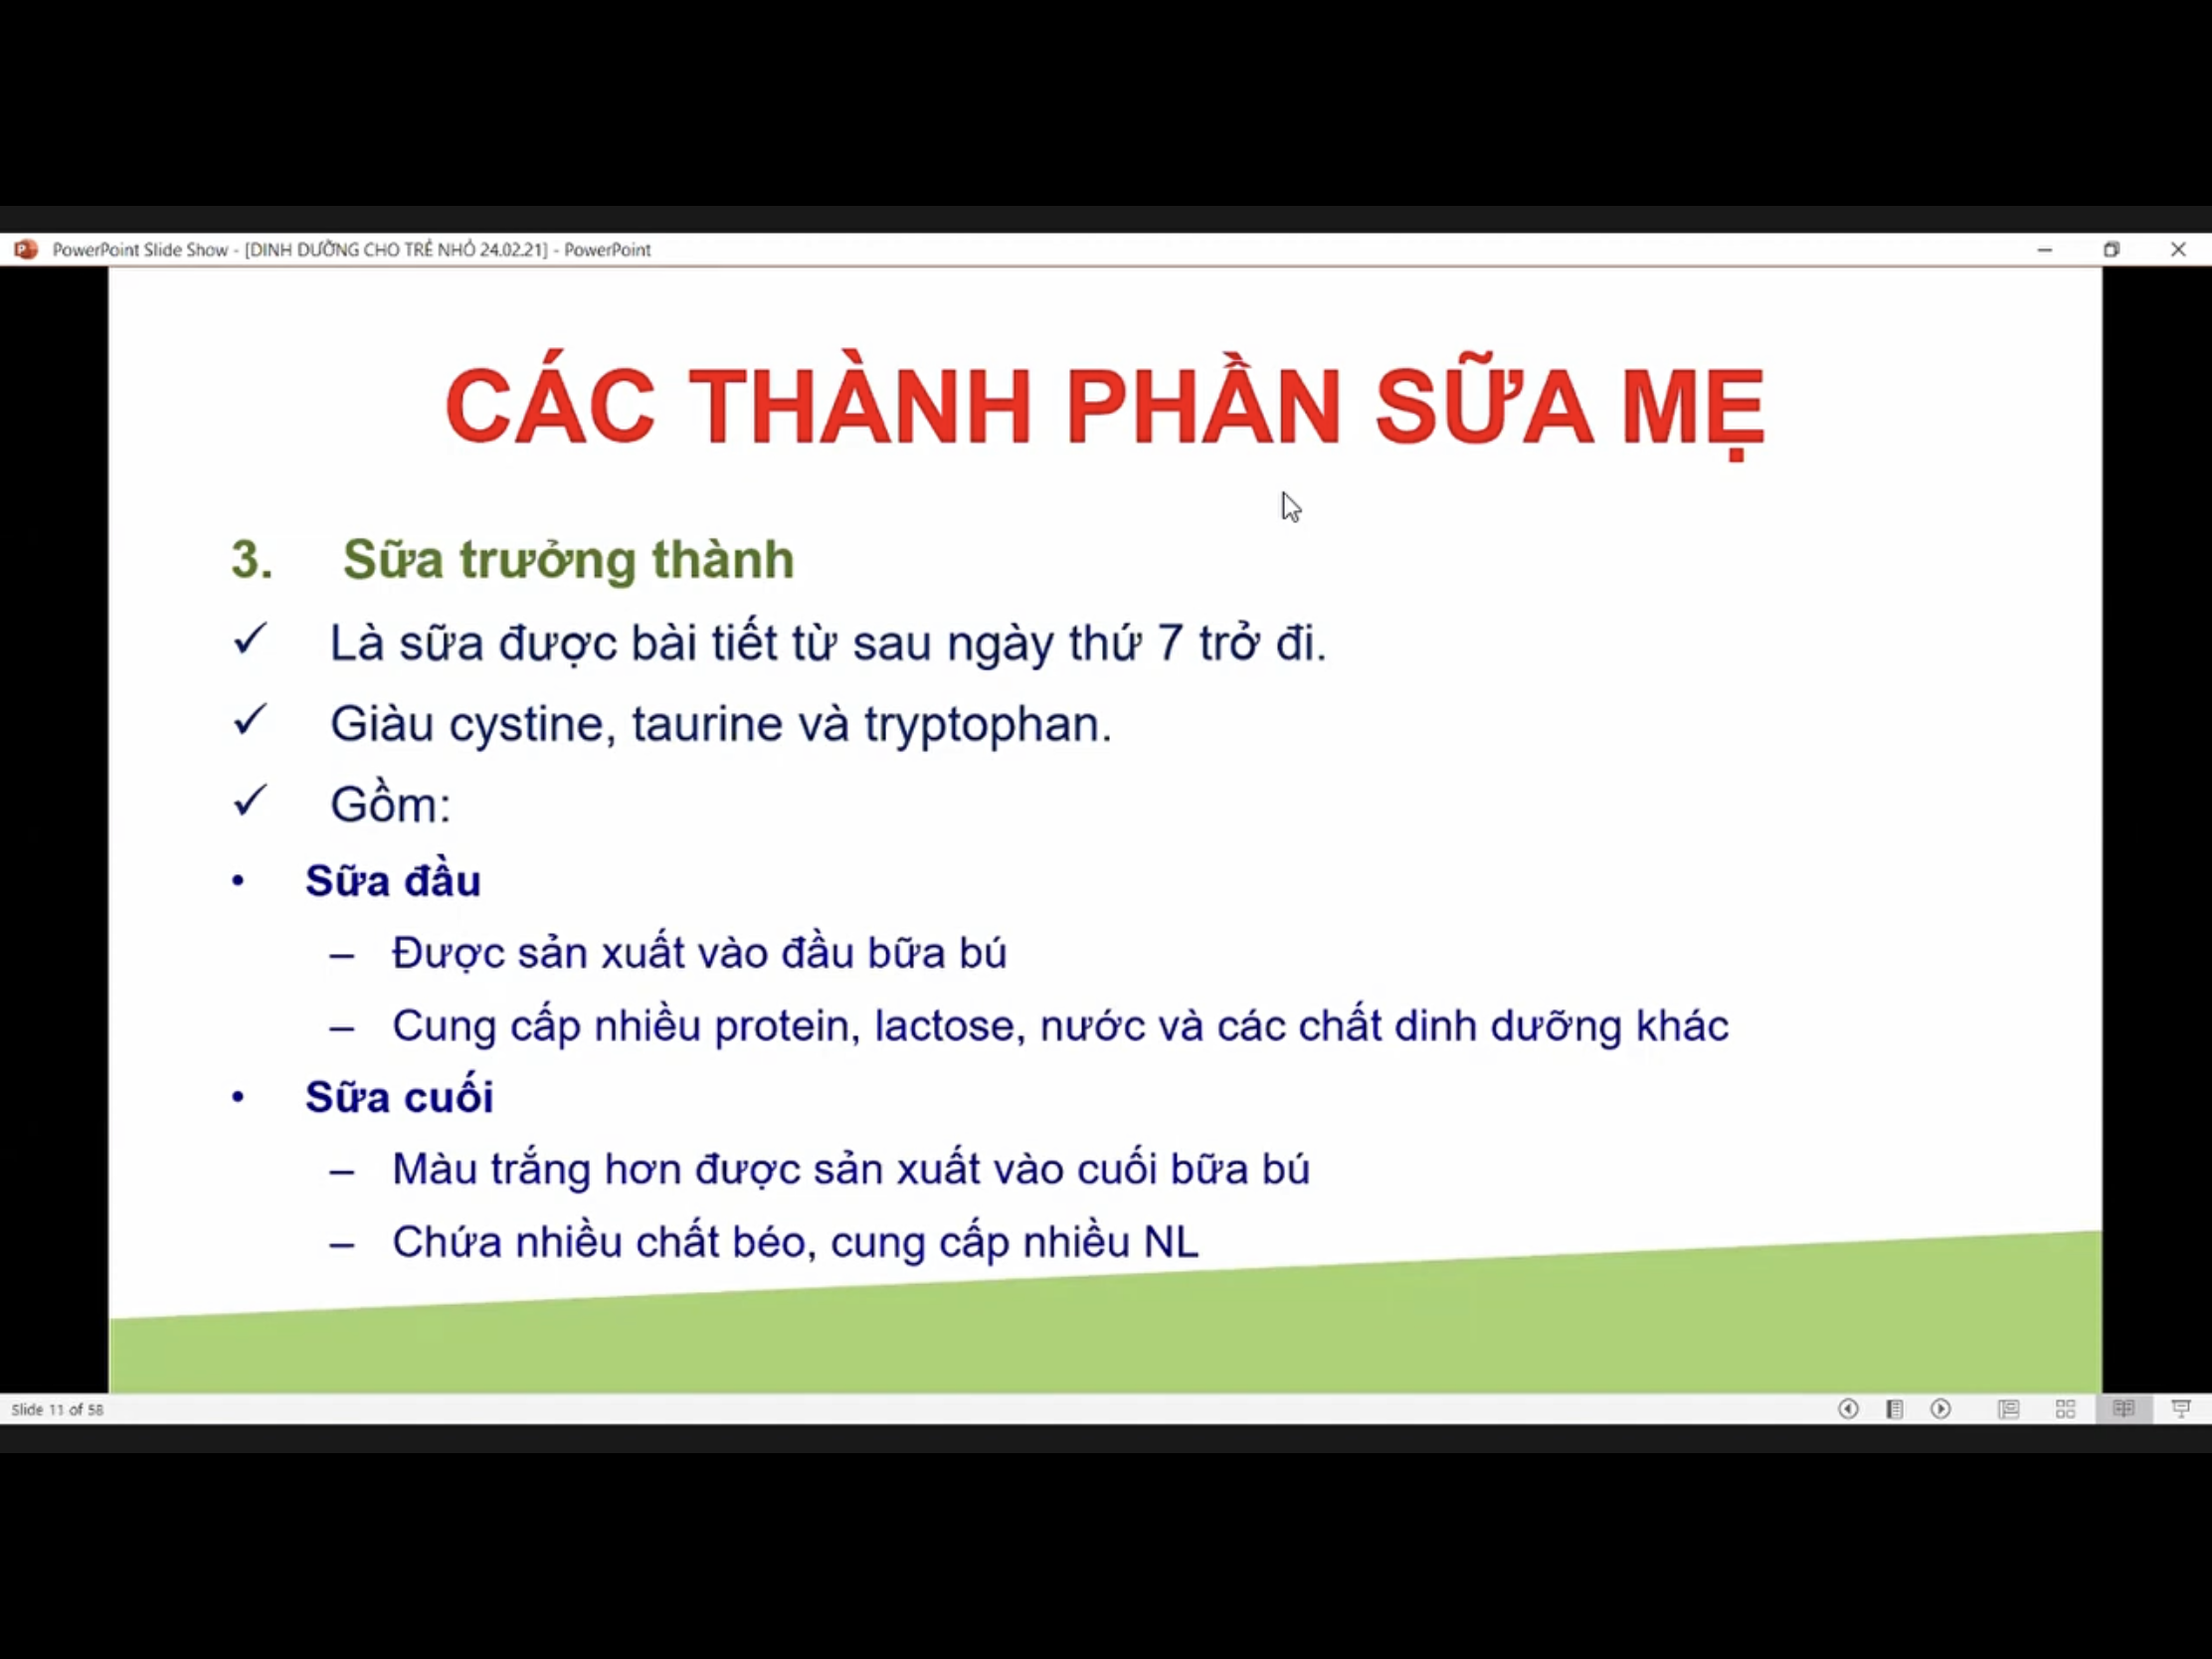 PowerPoint Slide Show - [DINH DƯỠNG CHO TRẺ NHỎ 24.02.21] - PowerPoint
CÁC THÀNH PHẦN SỮA MẸ
3. Sữa trưởng thành
✓ Là sữa được bài tiết từ sau ngày thứ 7 trở đi.
✓ Giàu cystine, taurine và tryptophan.
✓ Gồm:
• Sữa đầu
– Được sản xuất vào đầu bữa bú
– Cung cấp nhiều protein, lactose, nước và các chất dinh dưỡng khác
• Sữa cuối
– Màu trắng hơn được sản xuất vào cuối bữa bú
– Chứa nhiều chất béo, cung cấp nhiều NL
Slide 11 of 58